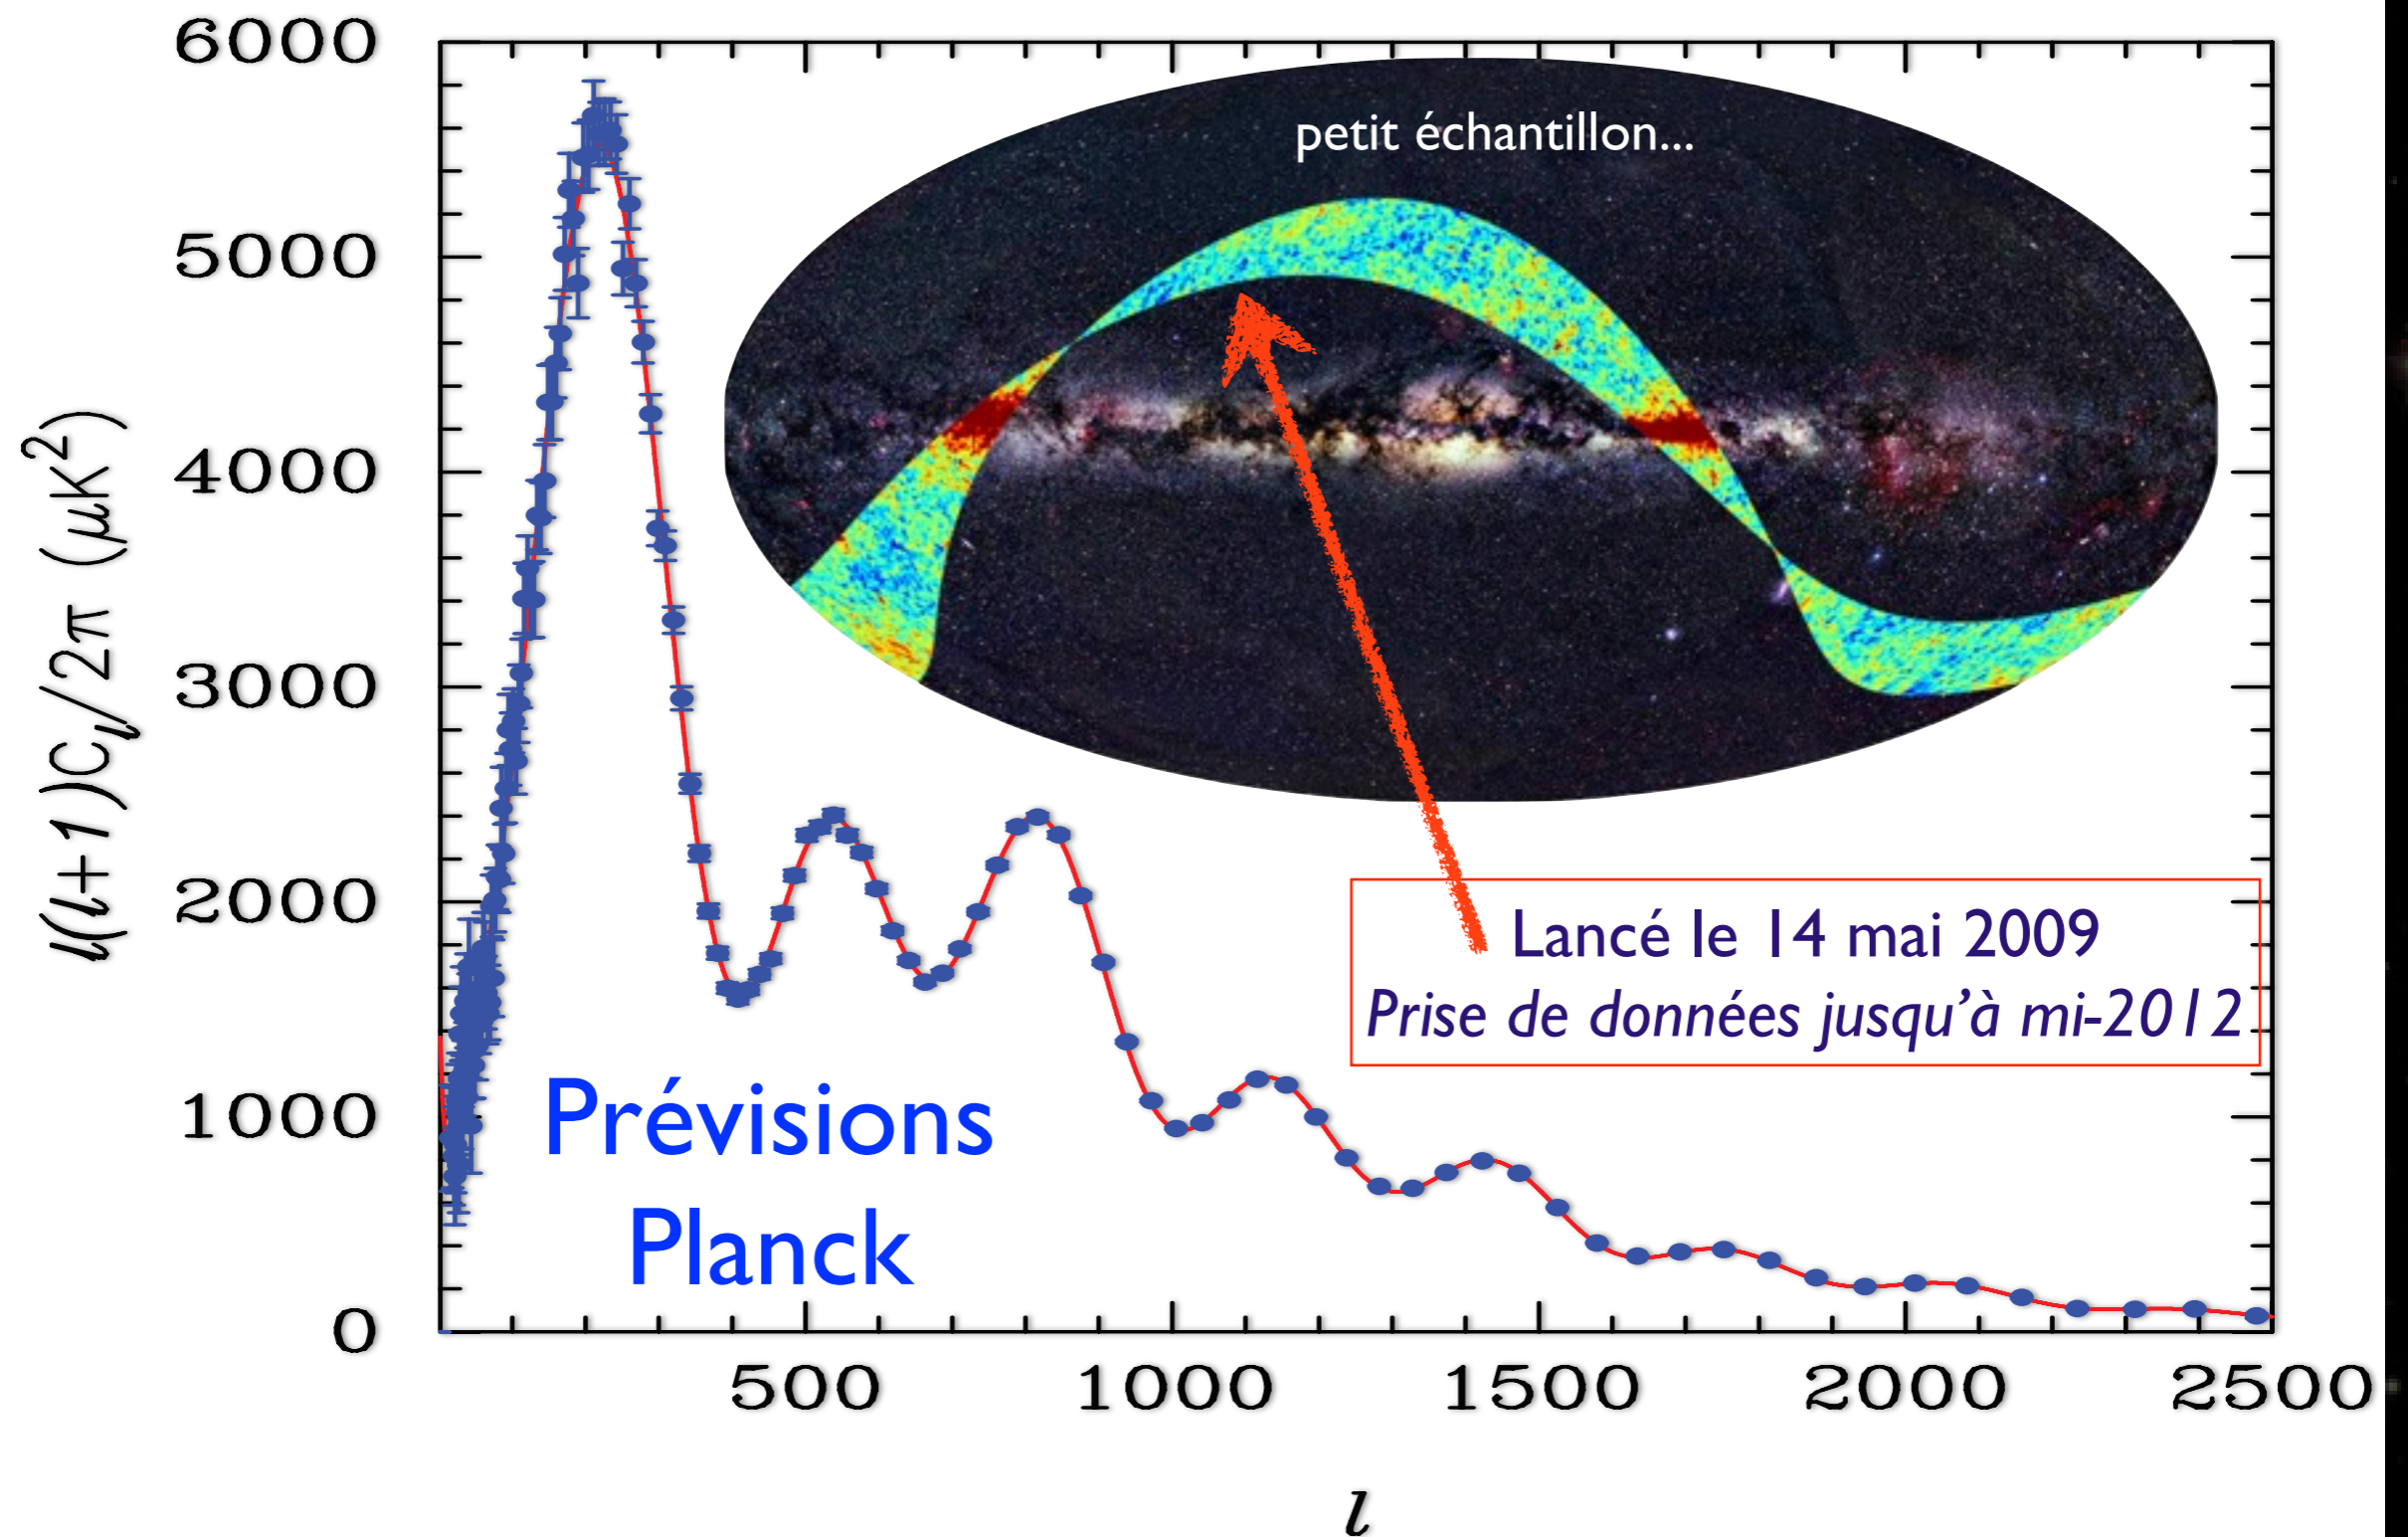 6000
5000
4000
3000
2000
1000
0
l(l+1)C_l/2π (μK²)
petit échantillon...
Lancé le 14 mai 2009
Prise de données jusqu'à mi-2012
Prévisions
Planck
500 1000 1500 2000 2500
l